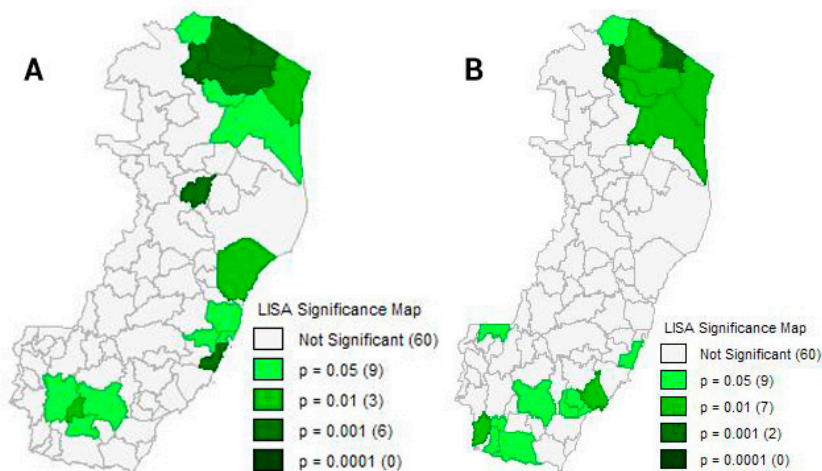 A
B
LISA Significance Map
Not Significant (60)
p = 0.05 (9)
p = 0.01 (3)
p = 0.001 (6)
p = 0.0001 (0)
LISA Significance Map
Not Significant (60)
p = 0.05 (9)
p = 0.01 (7)
p = 0.001 (2)
p = 0.0001 (0)